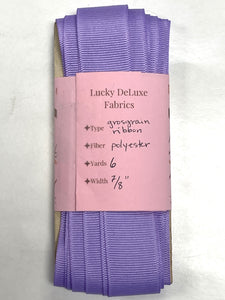 Lucky DeLuxe
Fabrics
Type grosgrain
ribbon
Fiber polyester
Yards 6
Width 7/8"